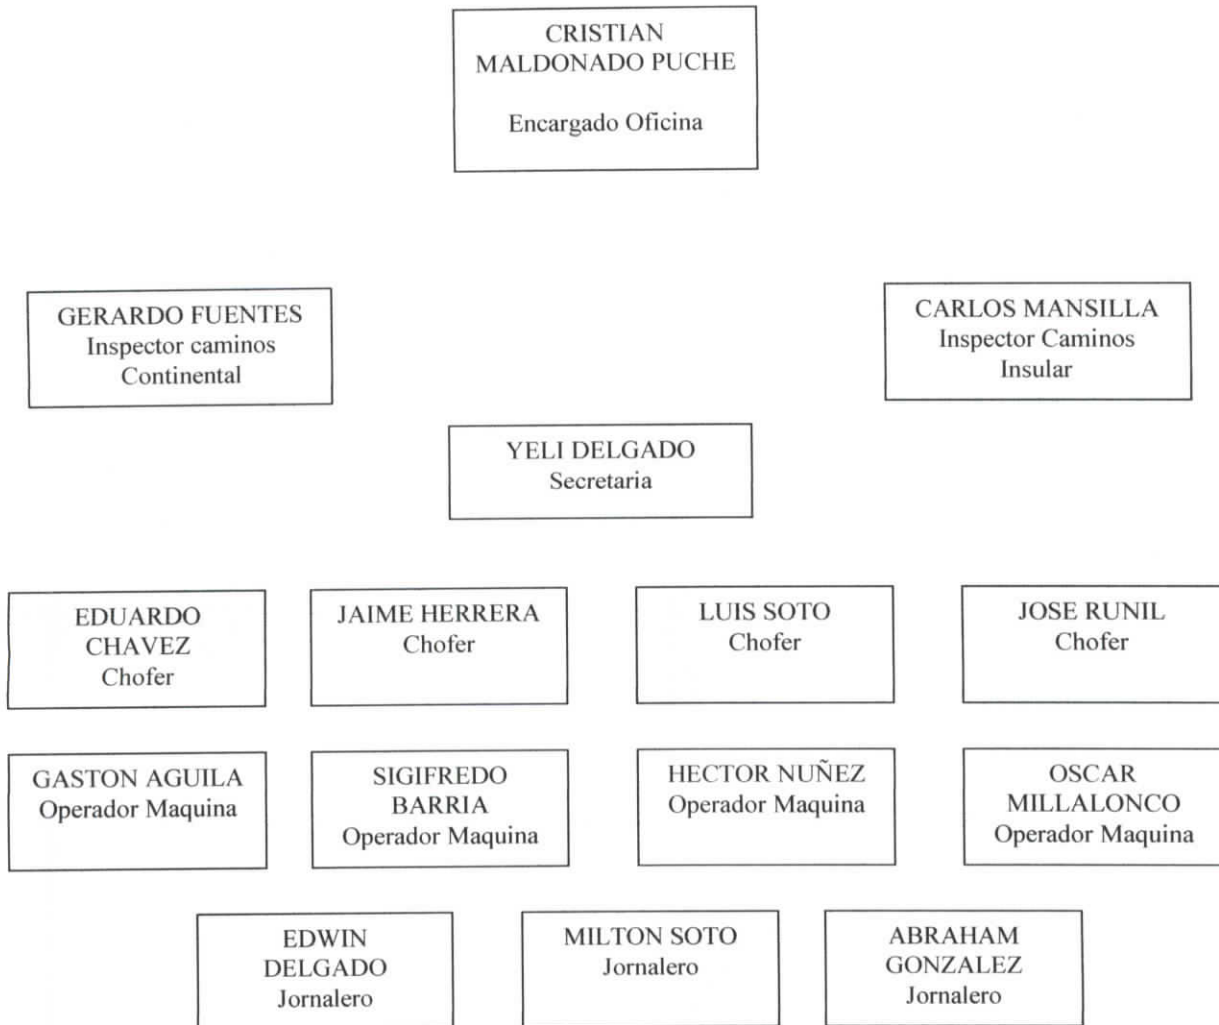 CRISTIAN
MALDONADO PUCHE
Encargado Oficina
GERARDO FUENTES
Inspector caminos
Continental
CARLOS MANSILLA
Inspector Caminos
Insular
YELI DELGADO
Secretaria
EDUARDO
CHAVEZ
Chofer
JAIME HERRERA
Chofer
LUIS SOTO
Chofer
JOSE RUNIL
Chofer
GASTON AGUILA
Operador Maquina
SIGIFREDO
BARRIA
Operador Maquina
HECTOR NUÑEZ
Operador Maquina
OSCAR
MILLALONCO
Operador Maquina
EDWIN
DELGADO
Jornalero
MILTON SOTO
Jornalero
ABRAHAM
GONZALEZ
Jornalero